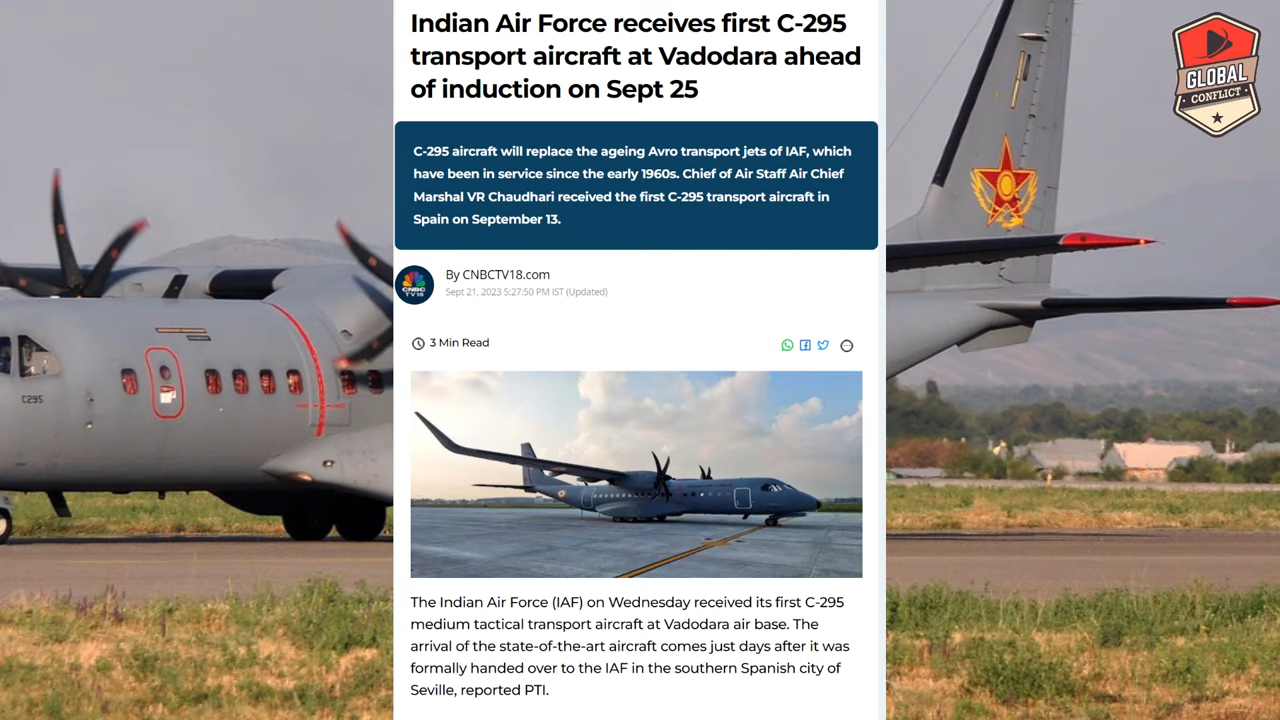 Indian Air Force receives first C-295
transport aircraft at Vadodara ahead
of induction on Sept 25
C-295 aircraft will replace the ageing Avro transport jets of IAF, which
have been in service since the early 1960s. Chief of Air Staff Air Chief
Marshal VR Chaudhari received the first C-295 transport aircraft in
Spain on September 13.
CNBC
TV18
By CNBCTV18.com
Sept 21, 2023 5:27:50 PM IST (Updated)
3 Min Read
The Indian Air Force (IAF) on Wednesday received its first C-295
medium tactical transport aircraft at Vadodara air base. The
arrival of the state-of-the-art aircraft comes just days after it was
formally handed over to the IAF in the southern Spanish city of
Seville, reported PTI.
C295
GLOBAL
CONFLICT